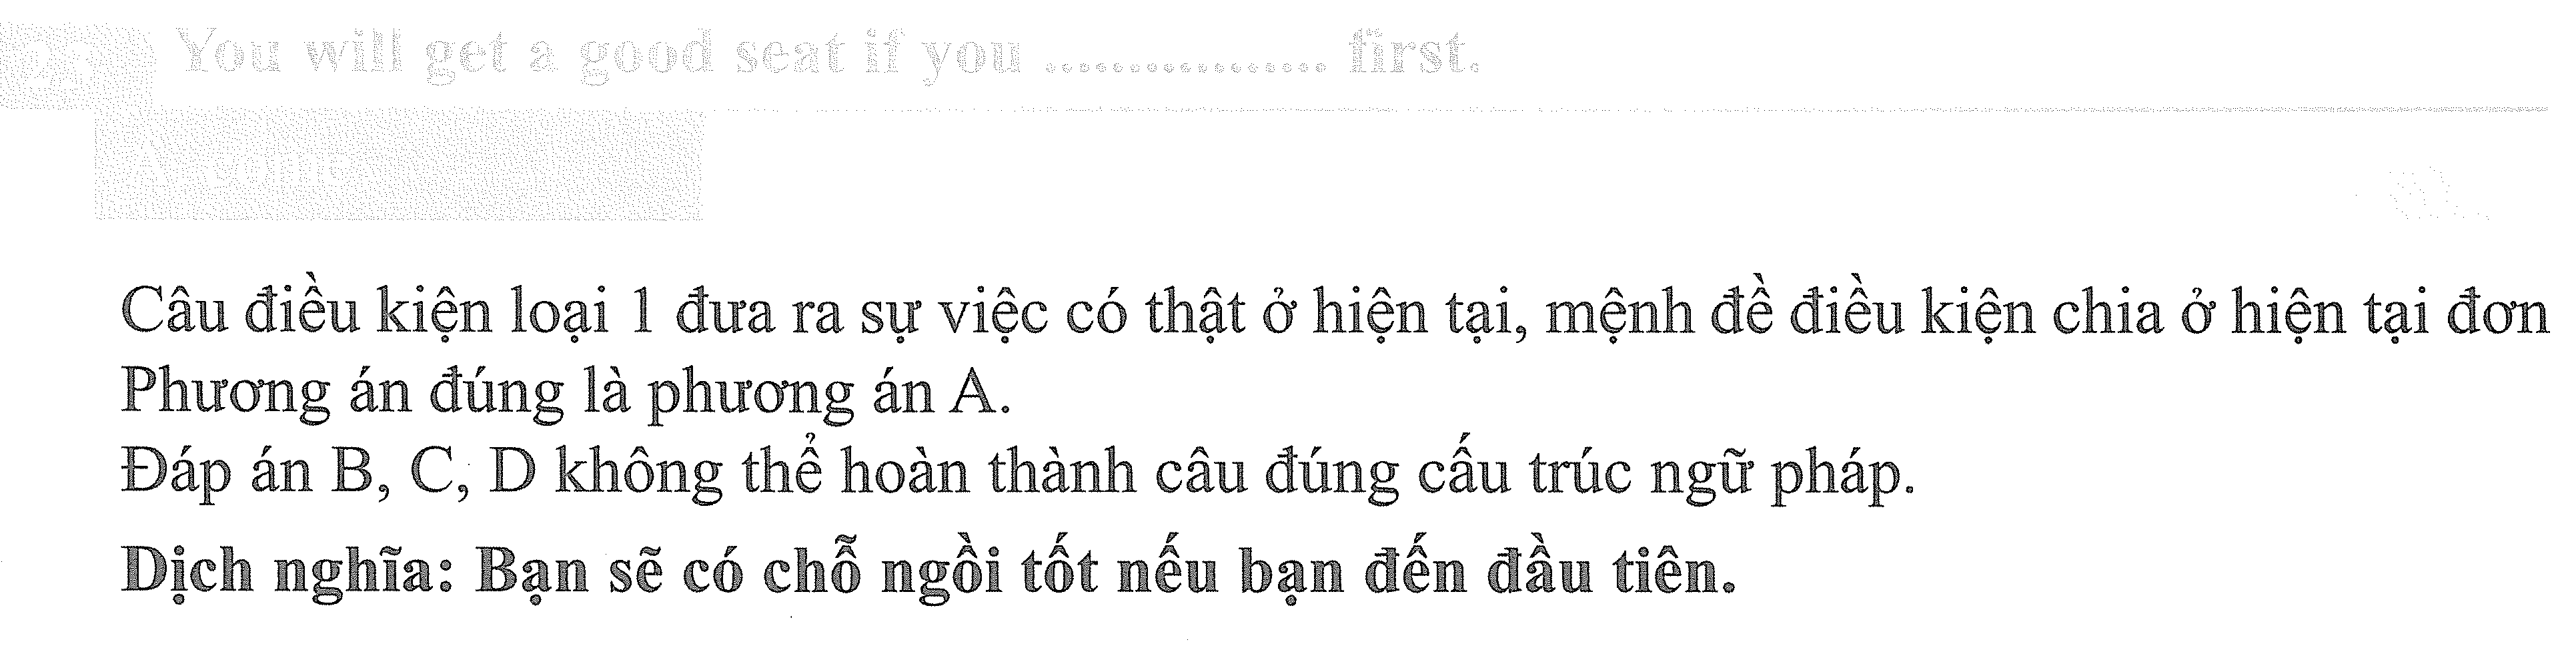 You will get a good seat if you ................. first.
A. come
Câu điều kiện loại 1 đưa ra sự việc có thật ở hiện tại, mệnh đề điều kiện chia ở hiện tại đơn
Phương án đúng là phương án A.
Đáp án B, C, D không thể hoàn thành câu đúng cấu trúc ngữ pháp.
Dịch nghĩa: Bạn sẽ có chỗ ngồi tốt nếu bạn đến đầu tiên.